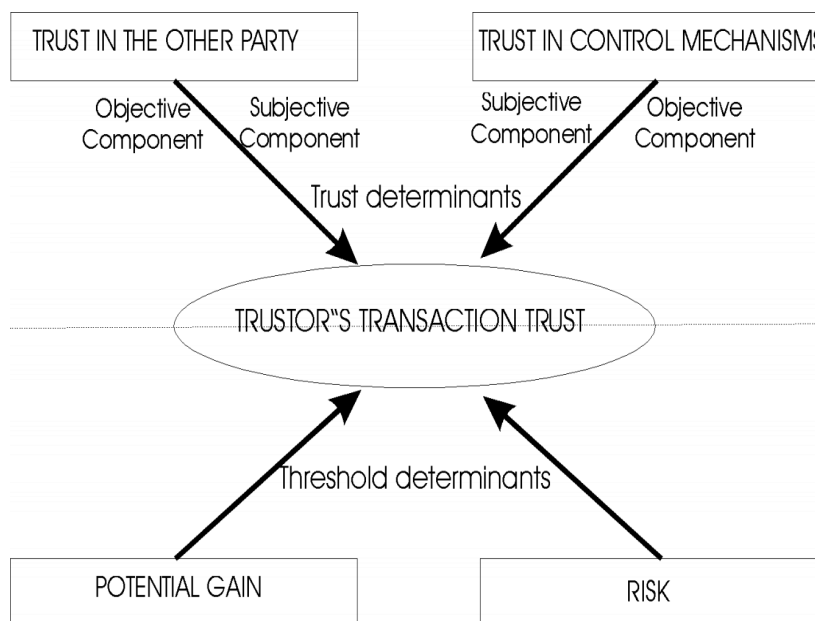 TRUST IN THE OTHER PARTY
TRUST IN CONTROL MECHANISMS
Objective
Component
Subjective
Component
Subjective
Component
Objective
Component
Trust determinants
TRUSTOR"S TRANSACTION TRUST
Threshold determinants
POTENTIAL GAIN
RISK